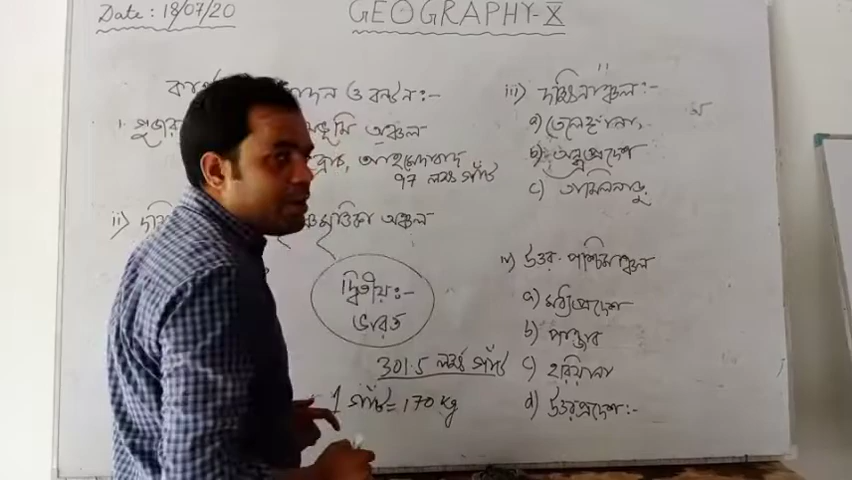 Date: 18/07/20
GEOGRAPHY-X
কার্পা উৎপাদন ও বন্টন:-
i. গুজরা ভূমি অঞ্চল
আহমেদাবাদ
৭৭ লক্ষ গাঁট
ii) দক্ষি মৃত্তিকা অঞ্চল
দ্বিতীয়:-
ভারত
301.5 লক্ষ গাঁট
1 গাঁট = 170 kg
iii) দক্ষিনাঞ্চল:-
a) তেলেঙ্গানা,
b) অন্ধ্রপ্রদেশ
c) তামিলনাড়ু
iv) উত্তর-পশ্চিমাঞ্চল
a) মধ্যপ্রদেশ
b) পাঞ্জাব
c) হরিয়ানা
d) উত্তরপ্রদেশ:-